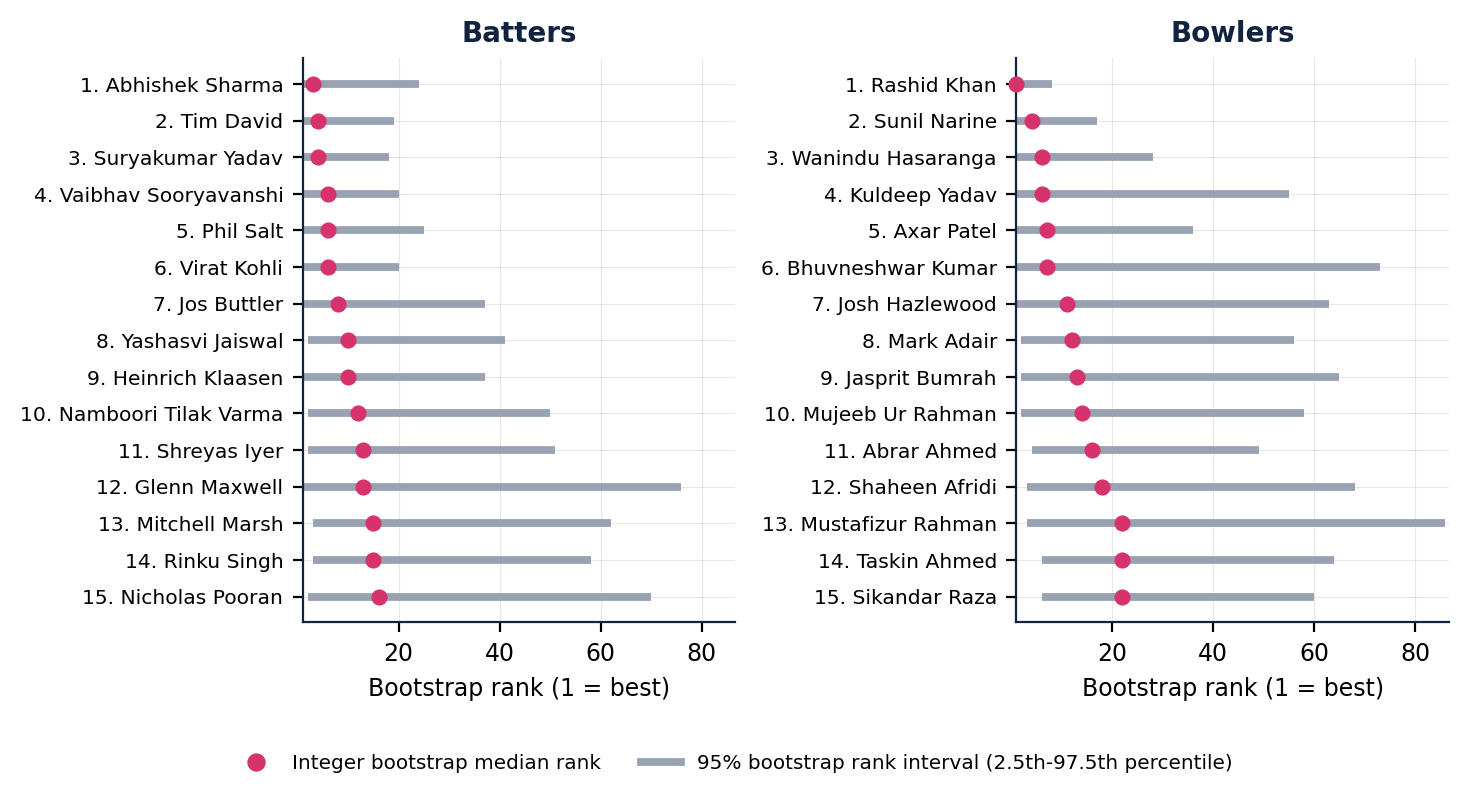 Batters
1. Abhishek Sharma
2. Tim David
3. Suryakumar Yadav
4. Vaibhav Sooryavanshi
5. Phil Salt
6. Virat Kohli
7. Jos Buttler
8. Yashasvi Jaiswal
9. Heinrich Klaasen
10. Namboori Tilak Varma
11. Shreyas Iyer
12. Glenn Maxwell
13. Mitchell Marsh
14. Rinku Singh
15. Nicholas Pooran
20 40 60 80
Bootstrap rank (1 = best)
Bowlers
1. Rashid Khan
2. Sunil Narine
3. Wanindu Hasaranga
4. Kuldeep Yadav
5. Axar Patel
6. Bhuvneshwar Kumar
7. Josh Hazlewood
8. Mark Adair
9. Jasprit Bumrah
10. Mujeeb Ur Rahman
11. Abrar Ahmed
12. Shaheen Afridi
13. Mustafizur Rahman
14. Taskin Ahmed
15. Sikandar Raza
20 40 60 80
Bootstrap rank (1 = best)
Integer bootstrap median rank
95% bootstrap rank interval (2.5th-97.5th percentile)